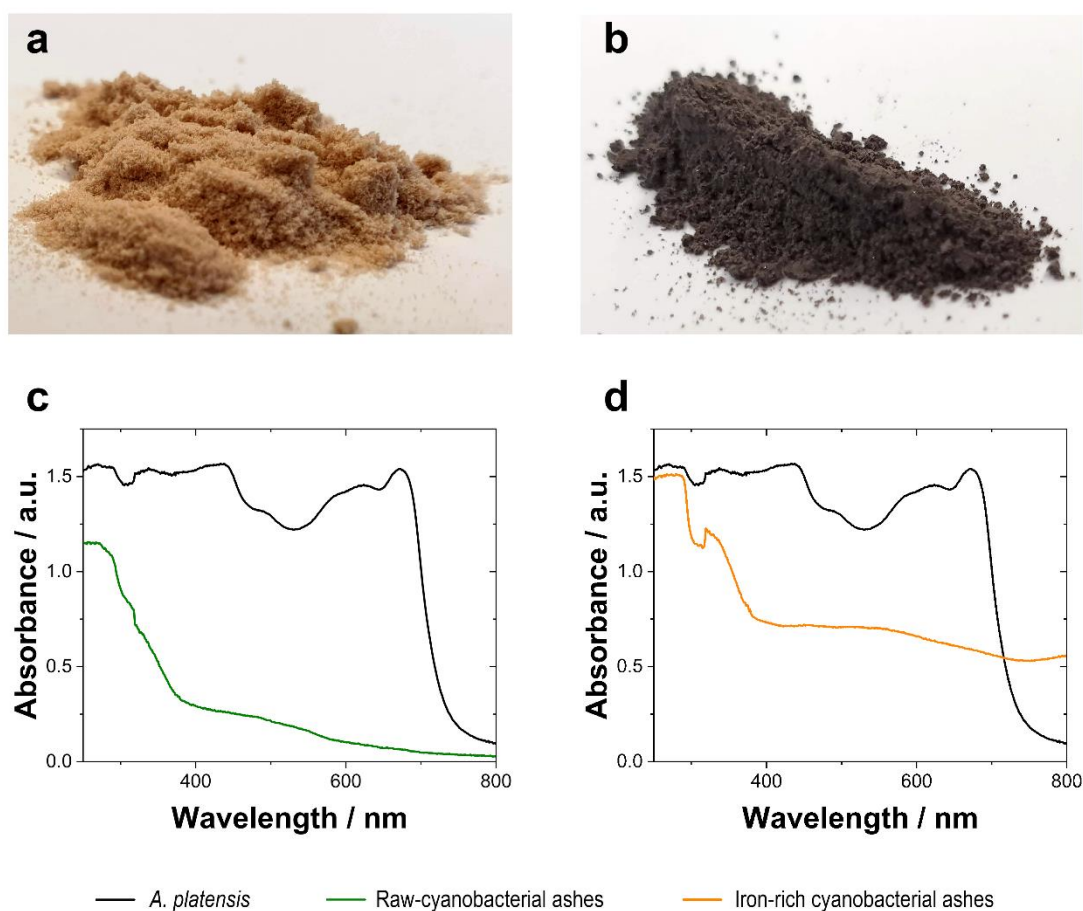 a
b
c
d
Absorbance / a.u.
1.5
1.0
0.5
0.0
400
600
800
Wavelength / nm
Absorbance / a.u.
1.5
1.0
0.5
0.0
400
600
800
Wavelength / nm
A. platensis
Raw-cyanobacterial ashes
Iron-rich cyanobacterial ashes